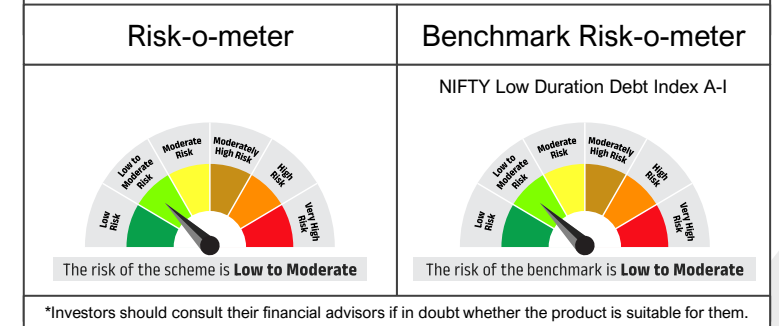 Risk-o-meter
Benchmark Risk-o-meter
NIFTY Low Duration Debt Index A-I
Low
Risk
Low to
Moderate
Risk
Moderate
Risk
Moderately
High Risk
High
Risk
Very High
Risk
The risk of the scheme is Low to Moderate
Low
Risk
Low to
Moderate
Risk
Moderate
Risk
Moderately
High Risk
High
Risk
Very High
Risk
The risk of the benchmark is Low to Moderate
*Investors should consult their financial advisors if in doubt whether the product is suitable for them.